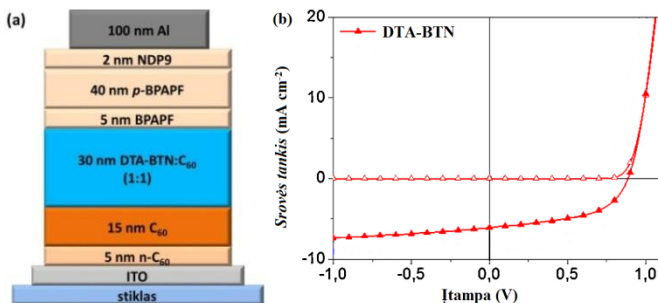 (a)
100 nm Al
2 nm NDP9
40 nm p-BPAPF
5 nm BPAPF
30 nm DTA-BTN:C60
(1:1)
15 nm C60
5 nm n-C60
ITO
stiklas
(b)
DTA-BTN
Srovės tankis (mA cm-2)
20
10
0
-10
-1,0
-0,5
0,0
0,5
1,0
Įtampa (V)